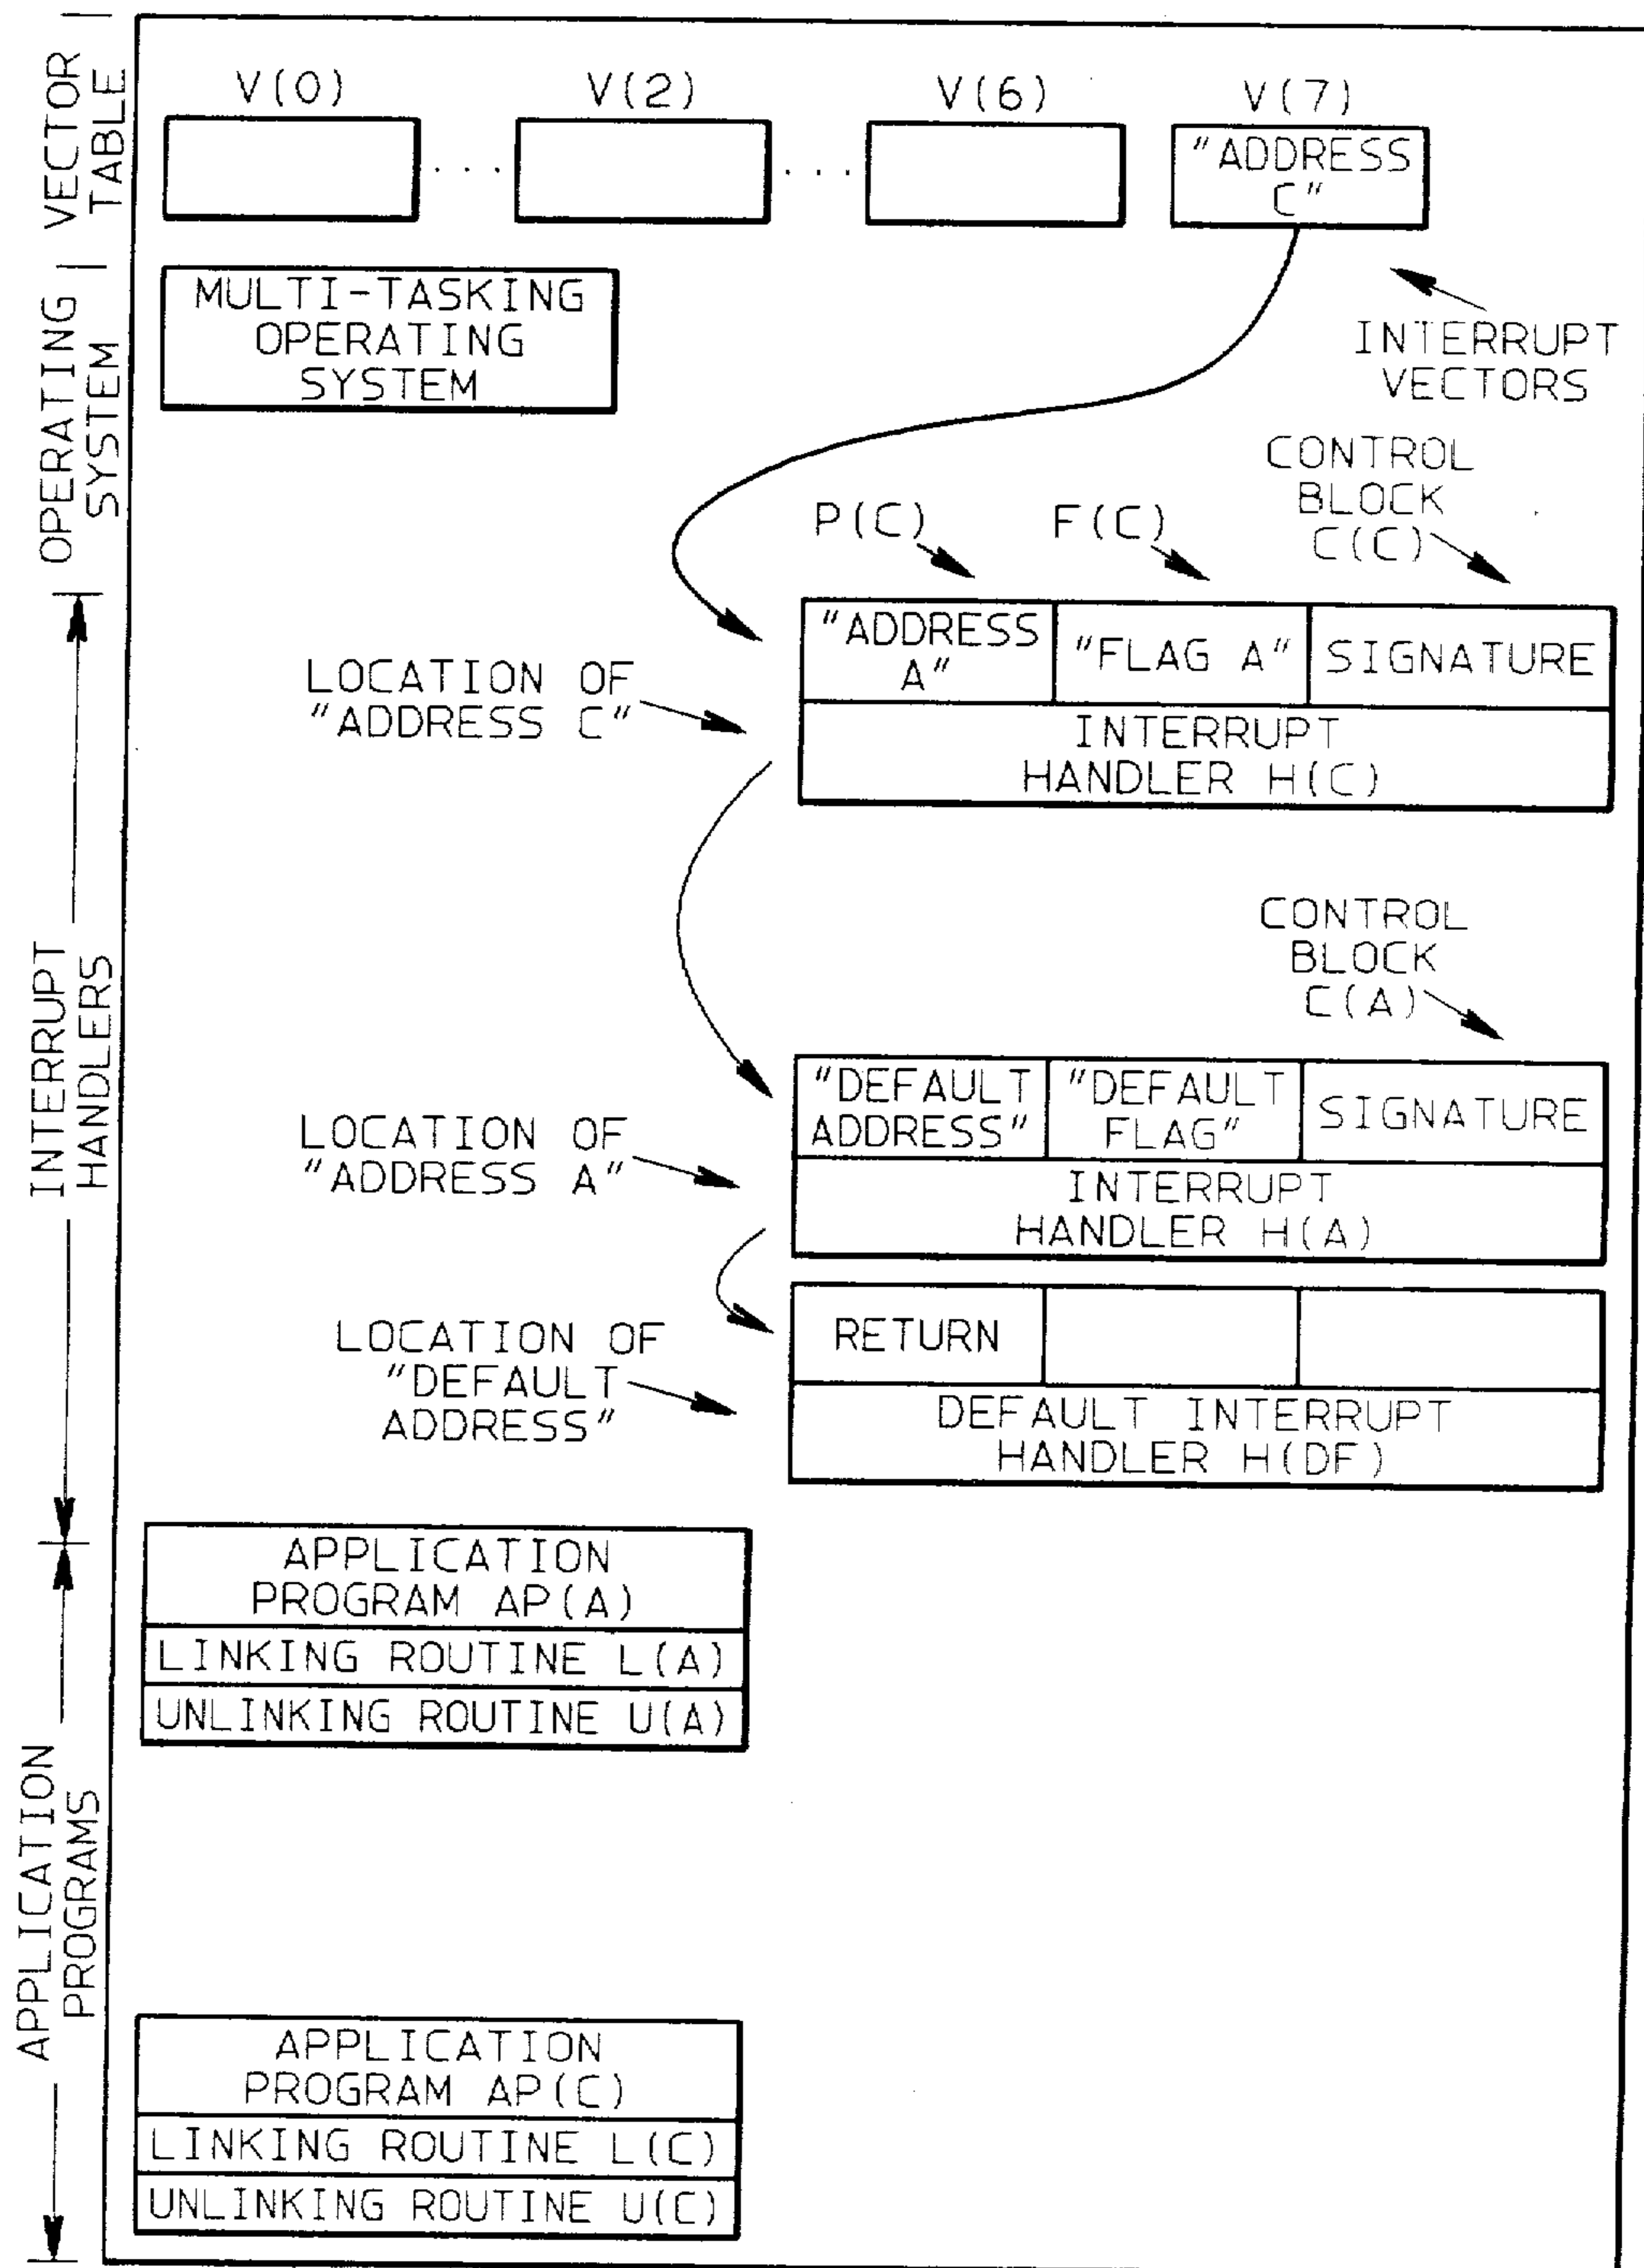 VECTOR
TABLE
V(0)
V(2)
V(6)
V(7)
...
...
"ADDRESS
C"
OPERATING
SYSTEM
MULTI-TASKING
OPERATING
SYSTEM
INTERRUPT
VECTORS
CONTROL
BLOCK
C(C)
P(C)
F(C)
INTERRUPT
HANDLERS
LOCATION OF
"ADDRESS C"
"ADDRESS
A"
"FLAG A"
SIGNATURE
INTERRUPT
HANDLER H(C)
CONTROL
BLOCK
C(A)
LOCATION OF
"ADDRESS A"
"DEFAULT
ADDRESS"
"DEFAULT
FLAG"
SIGNATURE
INTERRUPT
HANDLER H(A)
LOCATION OF
"DEFAULT
ADDRESS"
RETURN
DEFAULT INTERRUPT
HANDLER H(DF)
APPLICATION
PROGRAMS
APPLICATION
PROGRAM AP(A)
LINKING ROUTINE L(A)
UNLINKING ROUTINE U(A)
APPLICATION
PROGRAM AP(C)
LINKING ROUTINE L(C)
UNLINKING ROUTINE U(C)